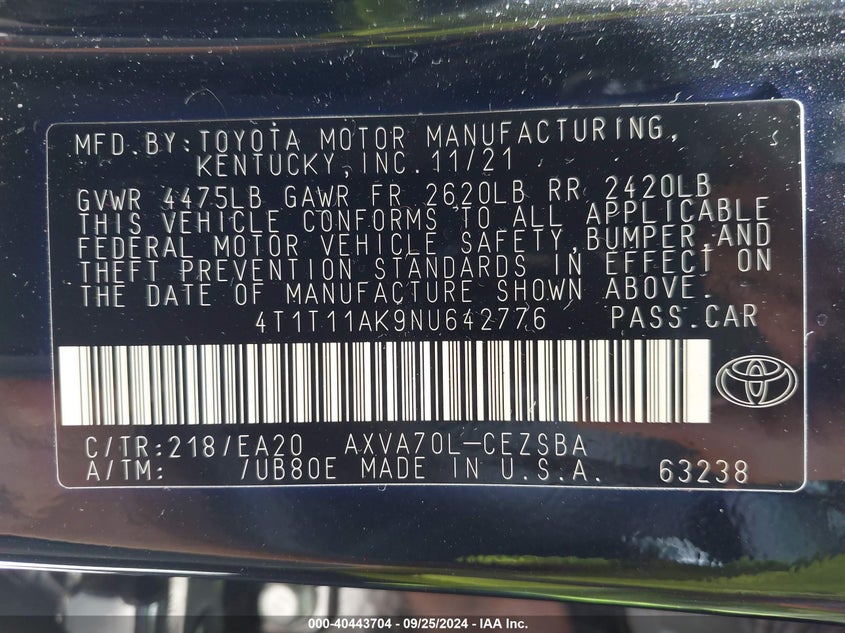 MFD.BY:TOYOTA MOTOR MANUFACTURING,
KENTUCKY,INC.11/21
GVWR 4475LB GAWR FR 2620LB RR 2420LB
THIS VEHICLE CONFORMS TO ALL APPLICABLE
FEDERAL MOTOR VEHICLE SAFETY,BUMPER,AND
THEFT PREVENTION STANDARDS IN EFFECT ON
THE DATE OF MANUFACTURE SHOWN ABOVE.
4T1T11AK9NU642776 PASS.CAR
C/TR:218/EA20 AXVA70L-CEZSBA
A/TM: /UB80E MADE IN U.S.A. 63238
000-40443704 - 09/25/2024 - IAA Inc.